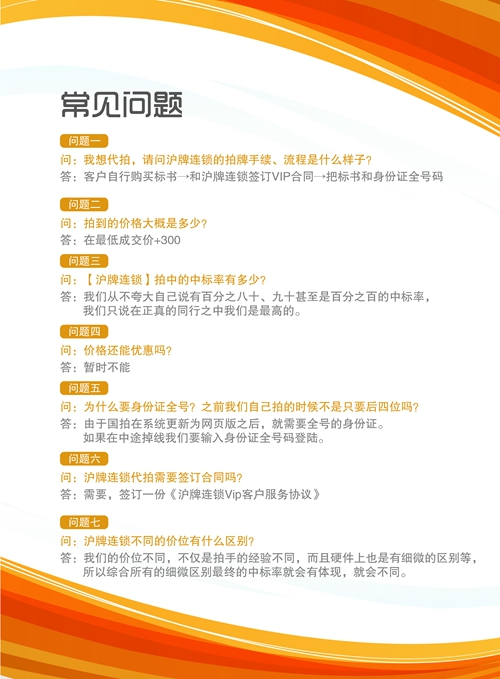 常见问题
问题一
问：我想代拍，请问沪牌连锁的拍牌手续、流程是什么样子？
答：客户自行购买标书→和沪牌连锁签订VIP合同→把标书和身份证全号码
问题二
问：拍到的价格大概是多少？
答：在最低成交价+300
问题三
问：【沪牌连锁】拍中的中标率有多少？
答：我们从不夸大自己说有百分之八十、九十甚至是百分之百的中标率，
我们只说在正真的同行之中我们是最高的。
问题四
问：价格还能优惠吗？
答：暂时不能
问题五
问：为什么要身份证全号？之前我们自己拍的时候不是只要后四位吗？
答：由于国拍在系统更新为网页版之后，就需要全号的身份证。
如果在中途掉线我们要输入身份证全号码登陆。
问题六
问：沪牌连锁代拍需要签订合同吗？
答：需要，签订一份《沪牌连锁Vip客户服务协议》
问题七
问：沪牌连锁不同的价位有什么区别？
答：我们的价位不同，不仅是拍手的经验不同，而且硬件上也是有细微的区别等，
所以综合所有的细微区别最终的中标率就会有体现，就会不同。